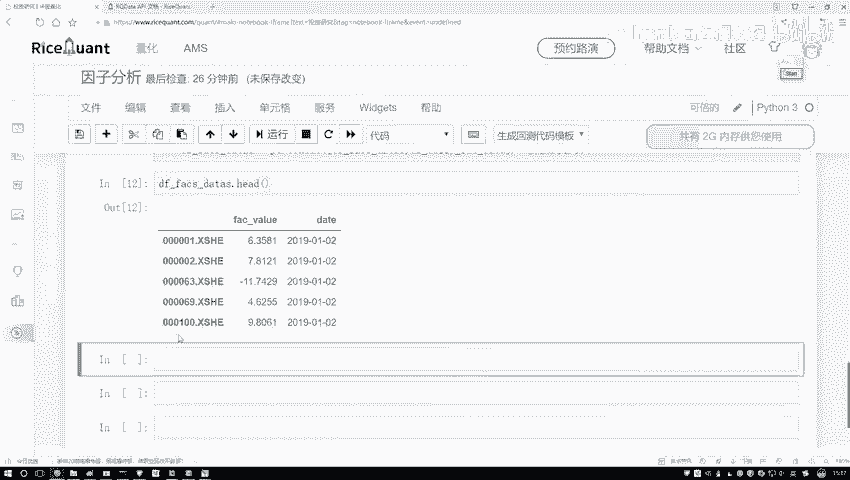 RQData API 文档 - RiceQuant
RiceQuant 量化 AMS 预约路演 帮助文档 社区
因子分析 最后检查: 26 分钟前 (未保存改变)
文件 编辑 查看 插入 单元格 服务 Widgets 帮助 可信的 Python 3
运行 代码 生成回测代码模板 共有 2G 内存供您使用
In [12]: df_facs_datas.head()
Out[12]:
fac_value date
000001.XSHE 6.3581 2019-01-02
000002.XSHE 7.8121 2019-01-02
000063.XSHE -11.7429 2019-01-02
000069.XSHE 4.6255 2019-01-02
000100.XSHE 9.8061 2019-01-02
In [ ]:
In [ ]:
In [ ]: